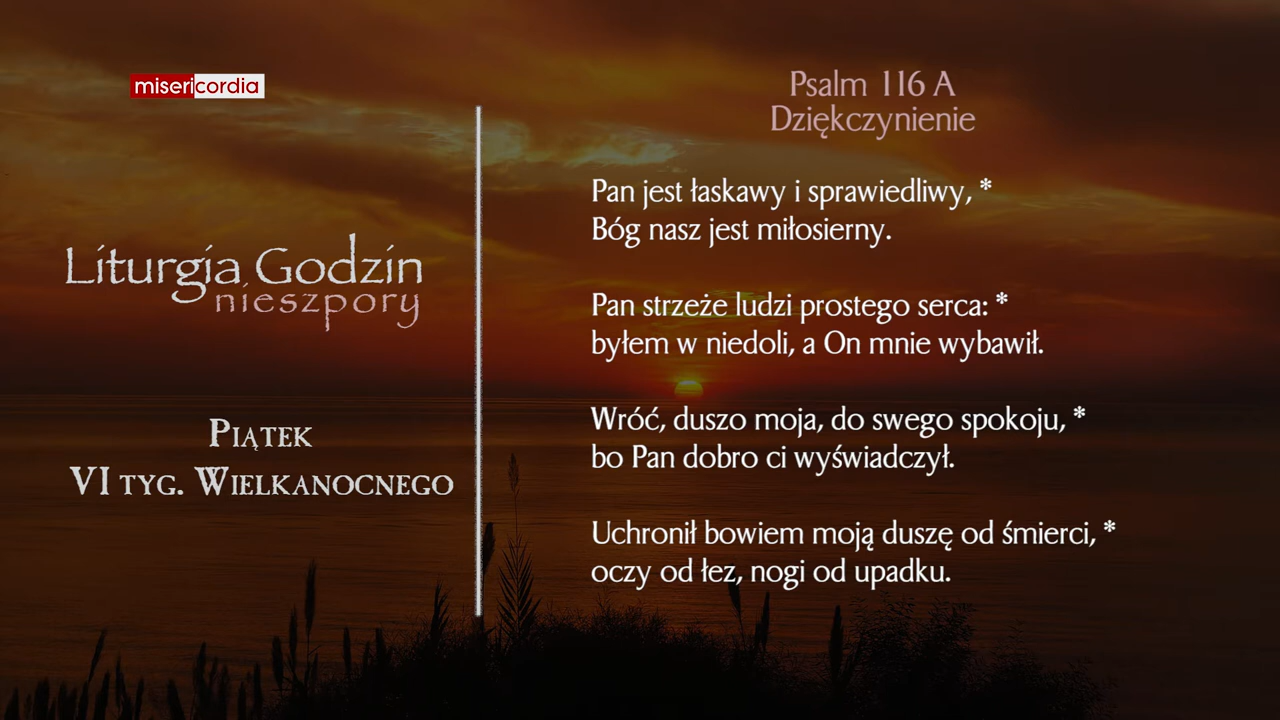 misericordia
Liturgia Godzin
nieszpory
Piątek
VI tyg. Wielkanocnego
Psalm 116 A
Dziękczynienie
Pan jest łaskawy i sprawiedliwy, *
Bóg nasz jest miłosierny.
Pan strzeże ludzi prostego serca: *
byłem w niedoli, a On mnie wybawił.
Wróć, duszo moja, do swego spokoju, *
bo Pan dobro ci wyświadczył.
Uchronił bowiem moją duszę od śmierci, *
oczy od łez, nogi od upadku.